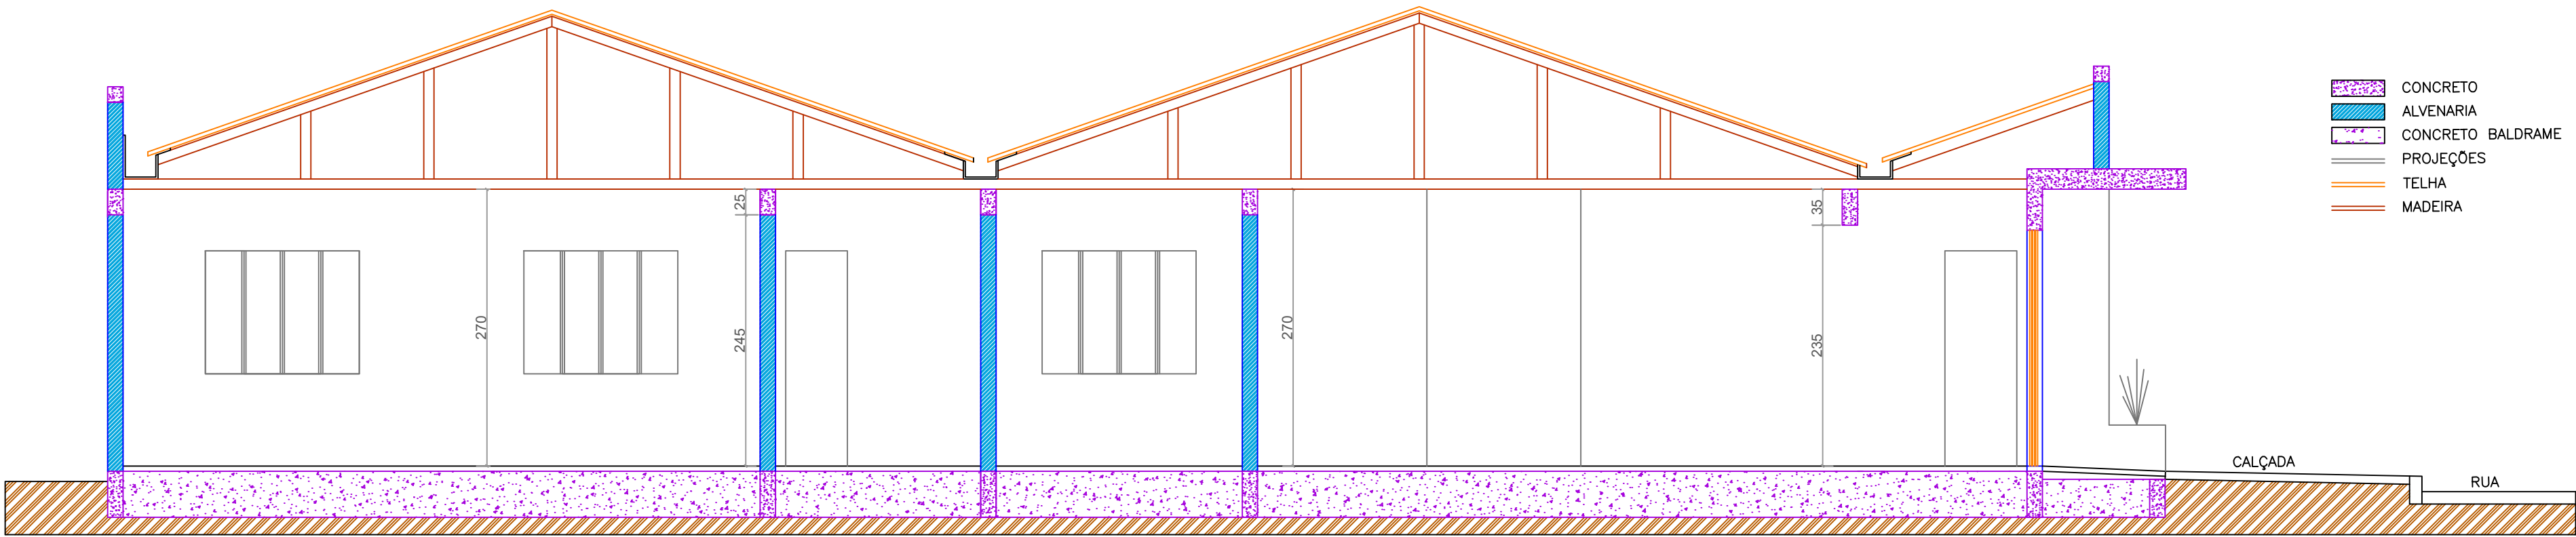 CONCRETO
ALVENARIA
CONCRETO BALDRAME
PROJEÇÕES
TELHA
MADEIRA
25
35
270
245
270
235
CALÇADA
RUA